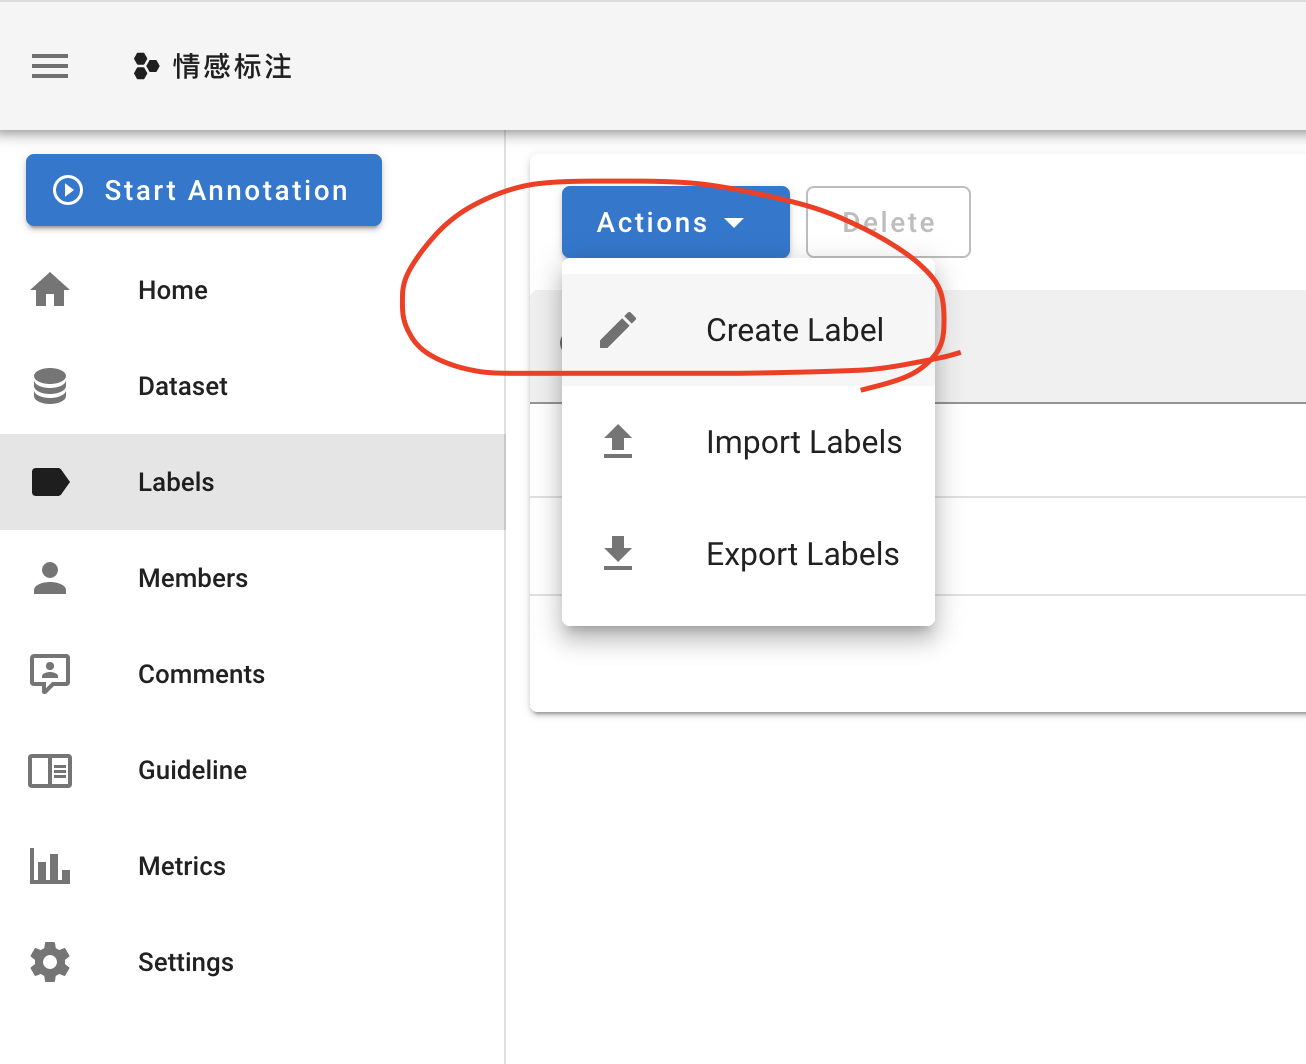 情感标注
Start Annotation
Home
Dataset
Labels
Members
Comments
Guideline
Metrics
Settings
Actions
Delete
Create Label
Import Labels
Export Labels